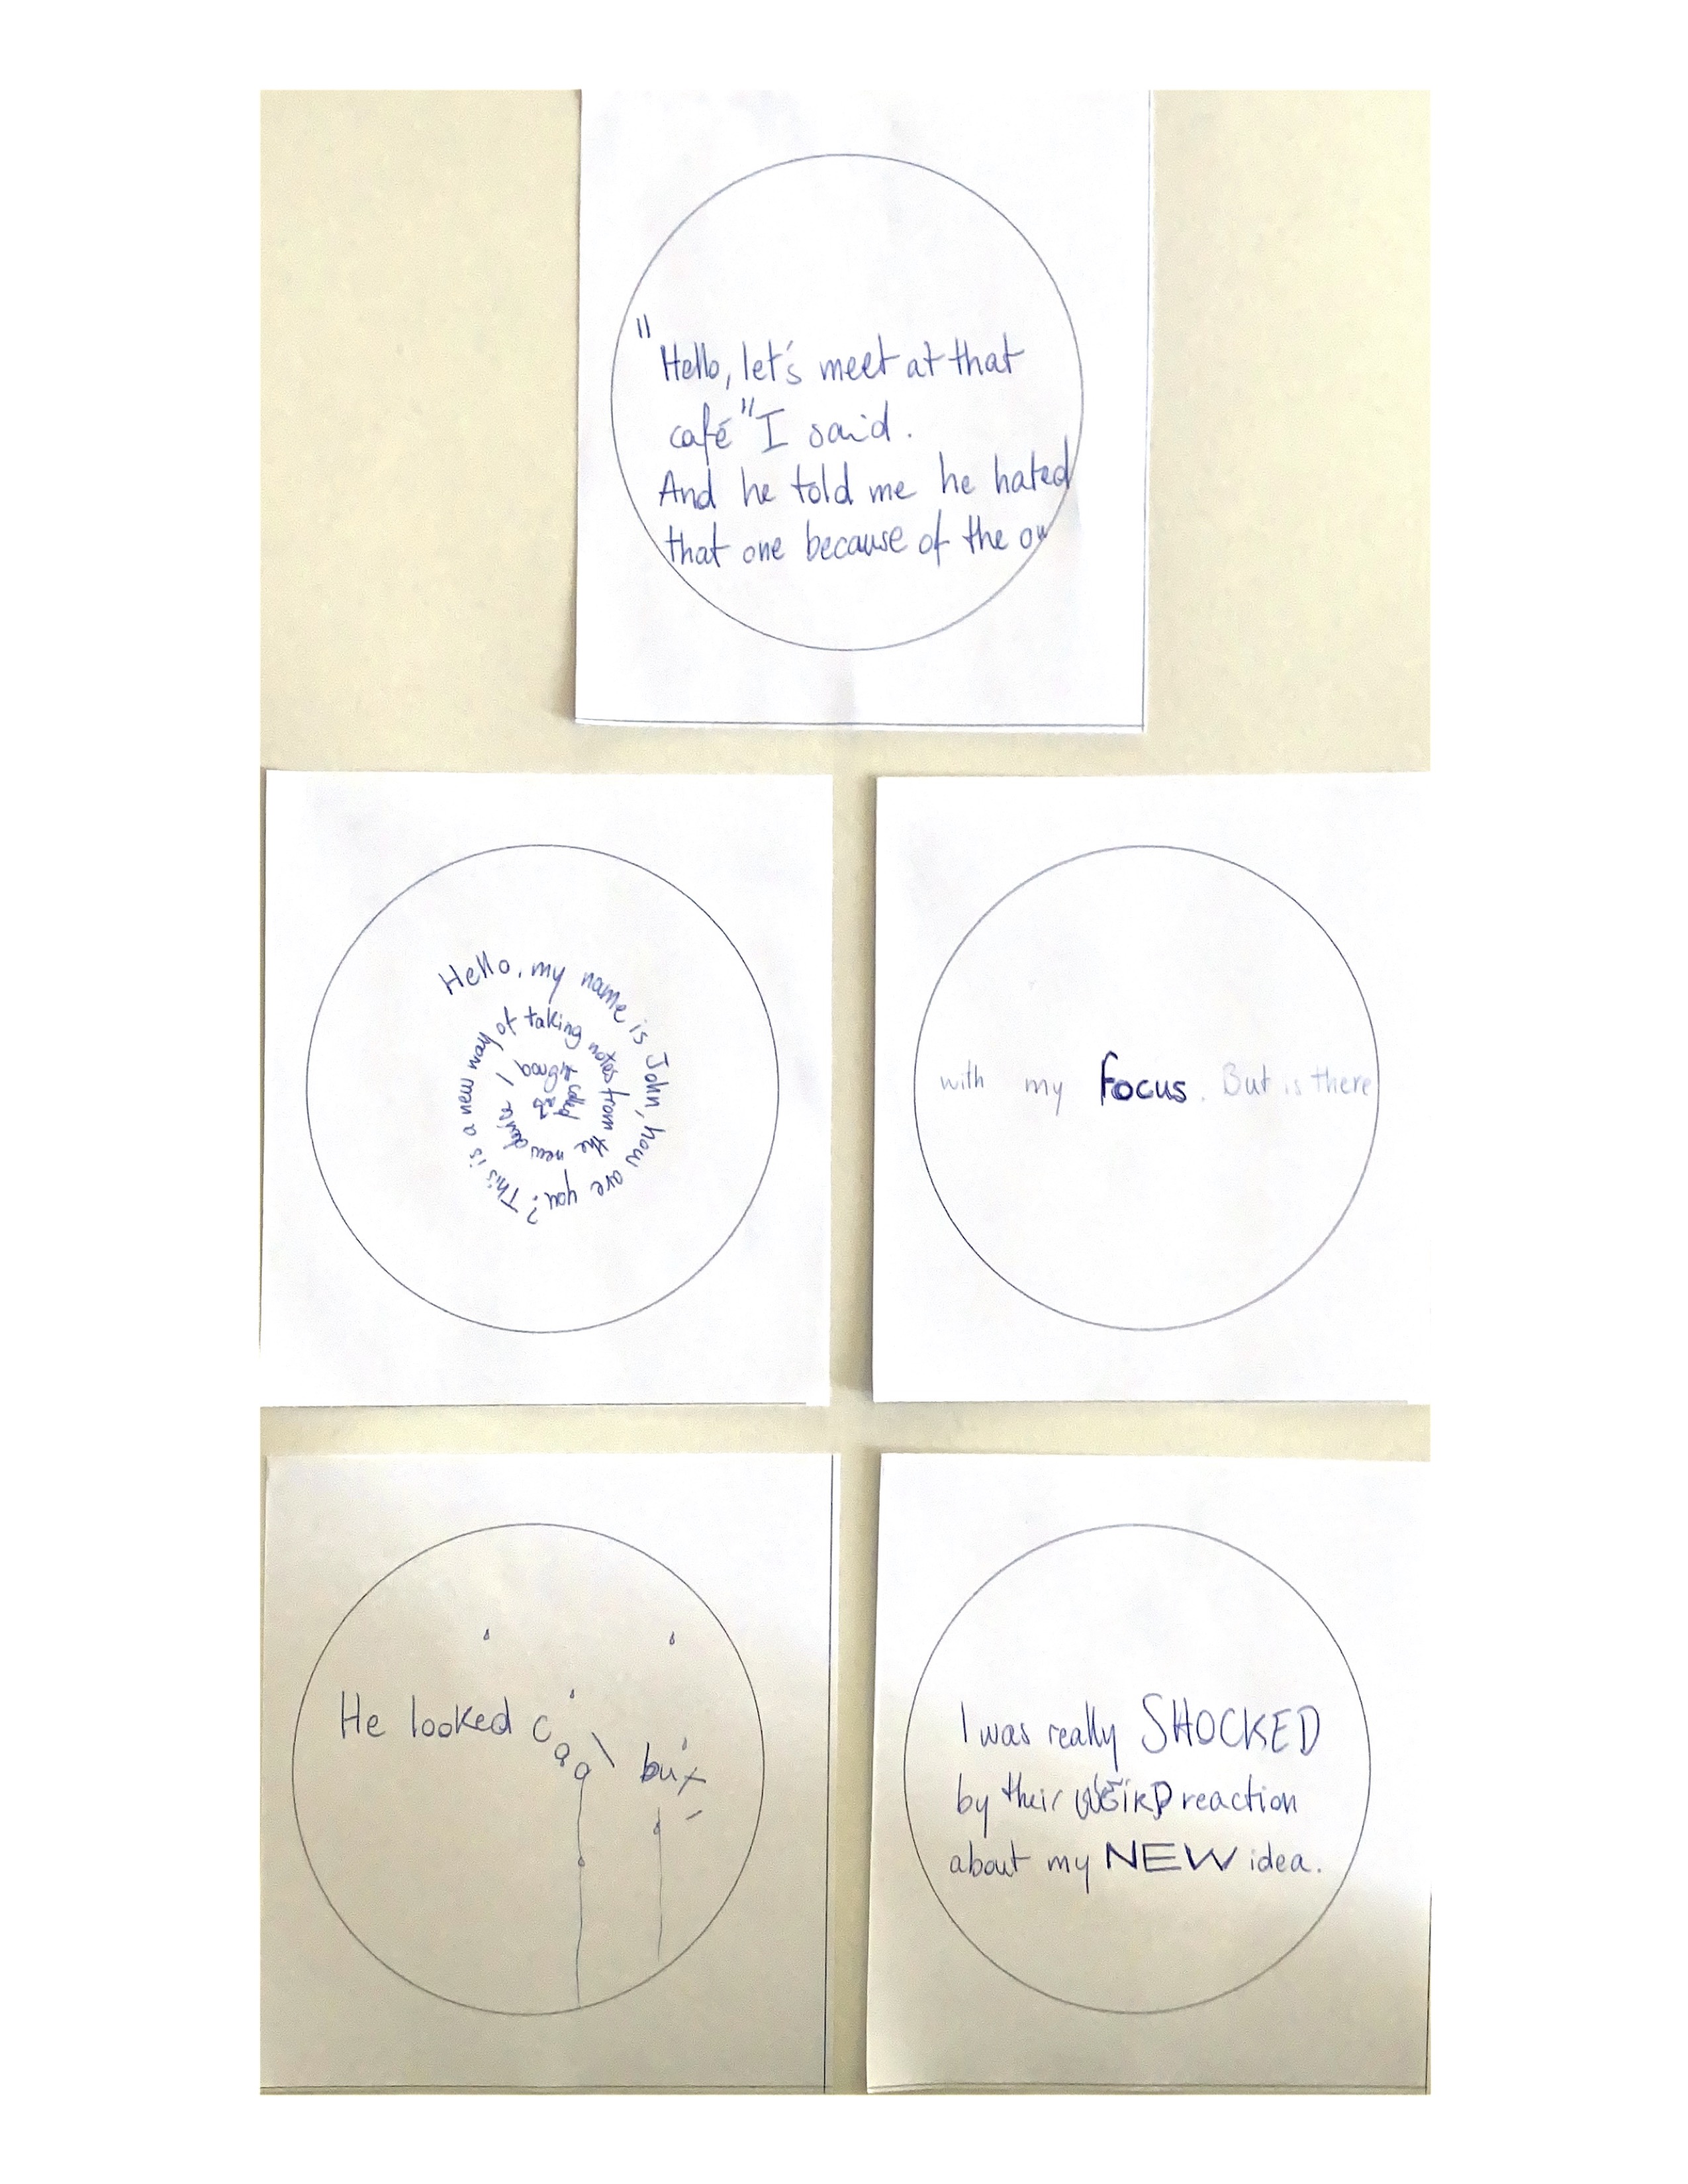 "Hello, let's meet at that
café" I said.
And he told me he hated
that one because of the ow
Hello, my name is John, how are you? This is a new way of taking notes from the new device I bought
with my focus. But is there
He looked cool but
I was really SHOCKED
by their WEIRD reaction
about my NEW idea.